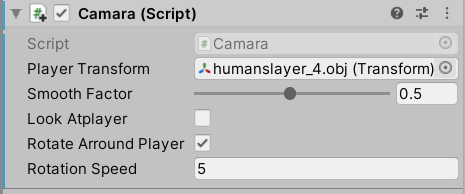 Camara (Script)
Script Camara
Player Transform humanslayer_4.obj (Transform)
Smooth Factor 0.5
Look Atplayer
Rotate Arround Player
Rotation Speed 5